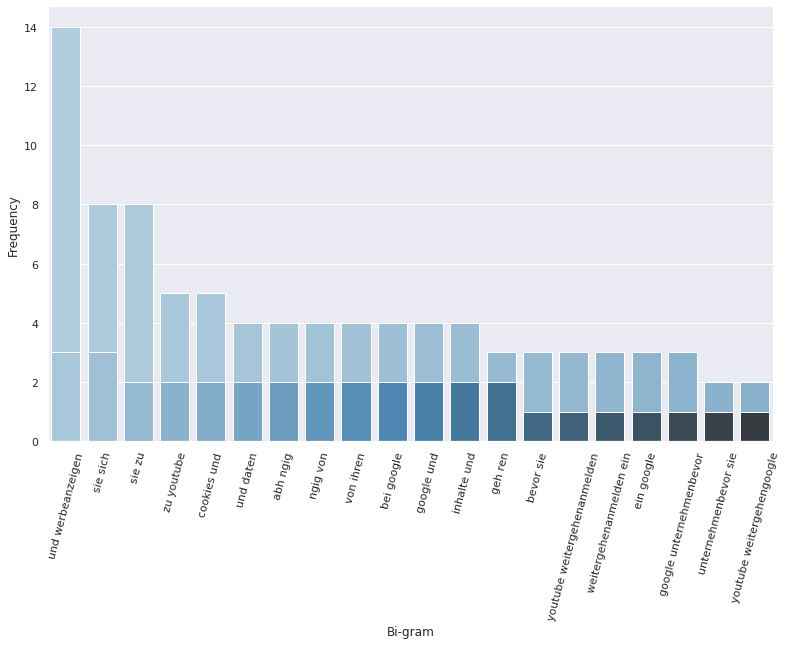 14
12
10
8
6
4
2
0
Frequency
und werbeanzeigen
sie sich
sie zu
zu youtube
cookies und
und daten
abh ngig
ngig von
von ihren
bei google
google und
inhalte und
geh ren
bevor sie
youtube weitergehenanmelden
weitergehenanmelden ein
ein google
google unternehmenbevor
unternehmenbevor sie
youtube weitergehengoogle
Bi-gram